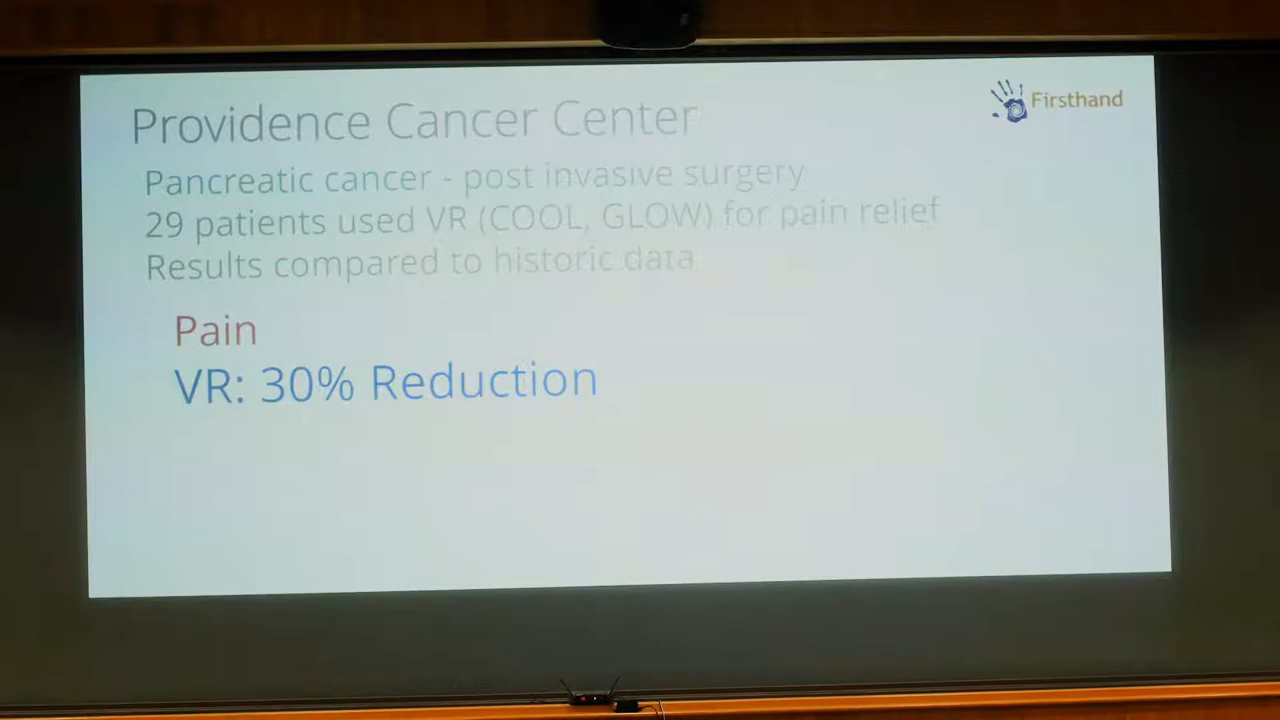 Providence Cancer Center
Firsthand
Pancreatic cancer - post invasive surgery
29 patients used VR (COOL, GLOW) for pain relief
Results compared to historic data
Pain
VR: 30% Reduction